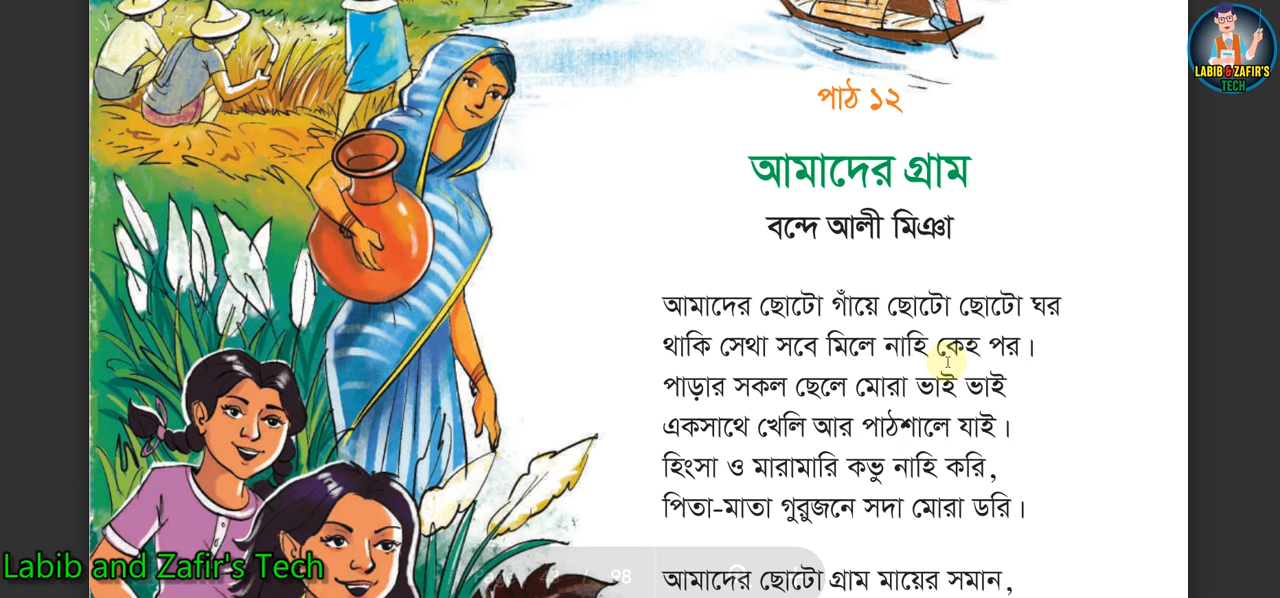 LABIB & ZAFIR'S
TECH
পাঠ ১২
আমাদের গ্রাম
বন্দে আলী মিঞা
আমাদের ছোটো গাঁয়ে ছোটো ছোটো ঘর
থাকি সেথা সবে মিলে নাহি কেহ পর।
পাড়ার সকল ছেলে মোরা ভাই ভাই
একসাথে খেলি আর পাঠশালে যাই।
হিংসা ও মারামারি কভু নাহি করি,
পিতা-মাতা গুরুজনে সদা মোরা ডরি।
আমাদের ছোটো গ্রাম মায়ের সমান,
Labib and Zafir's Tech